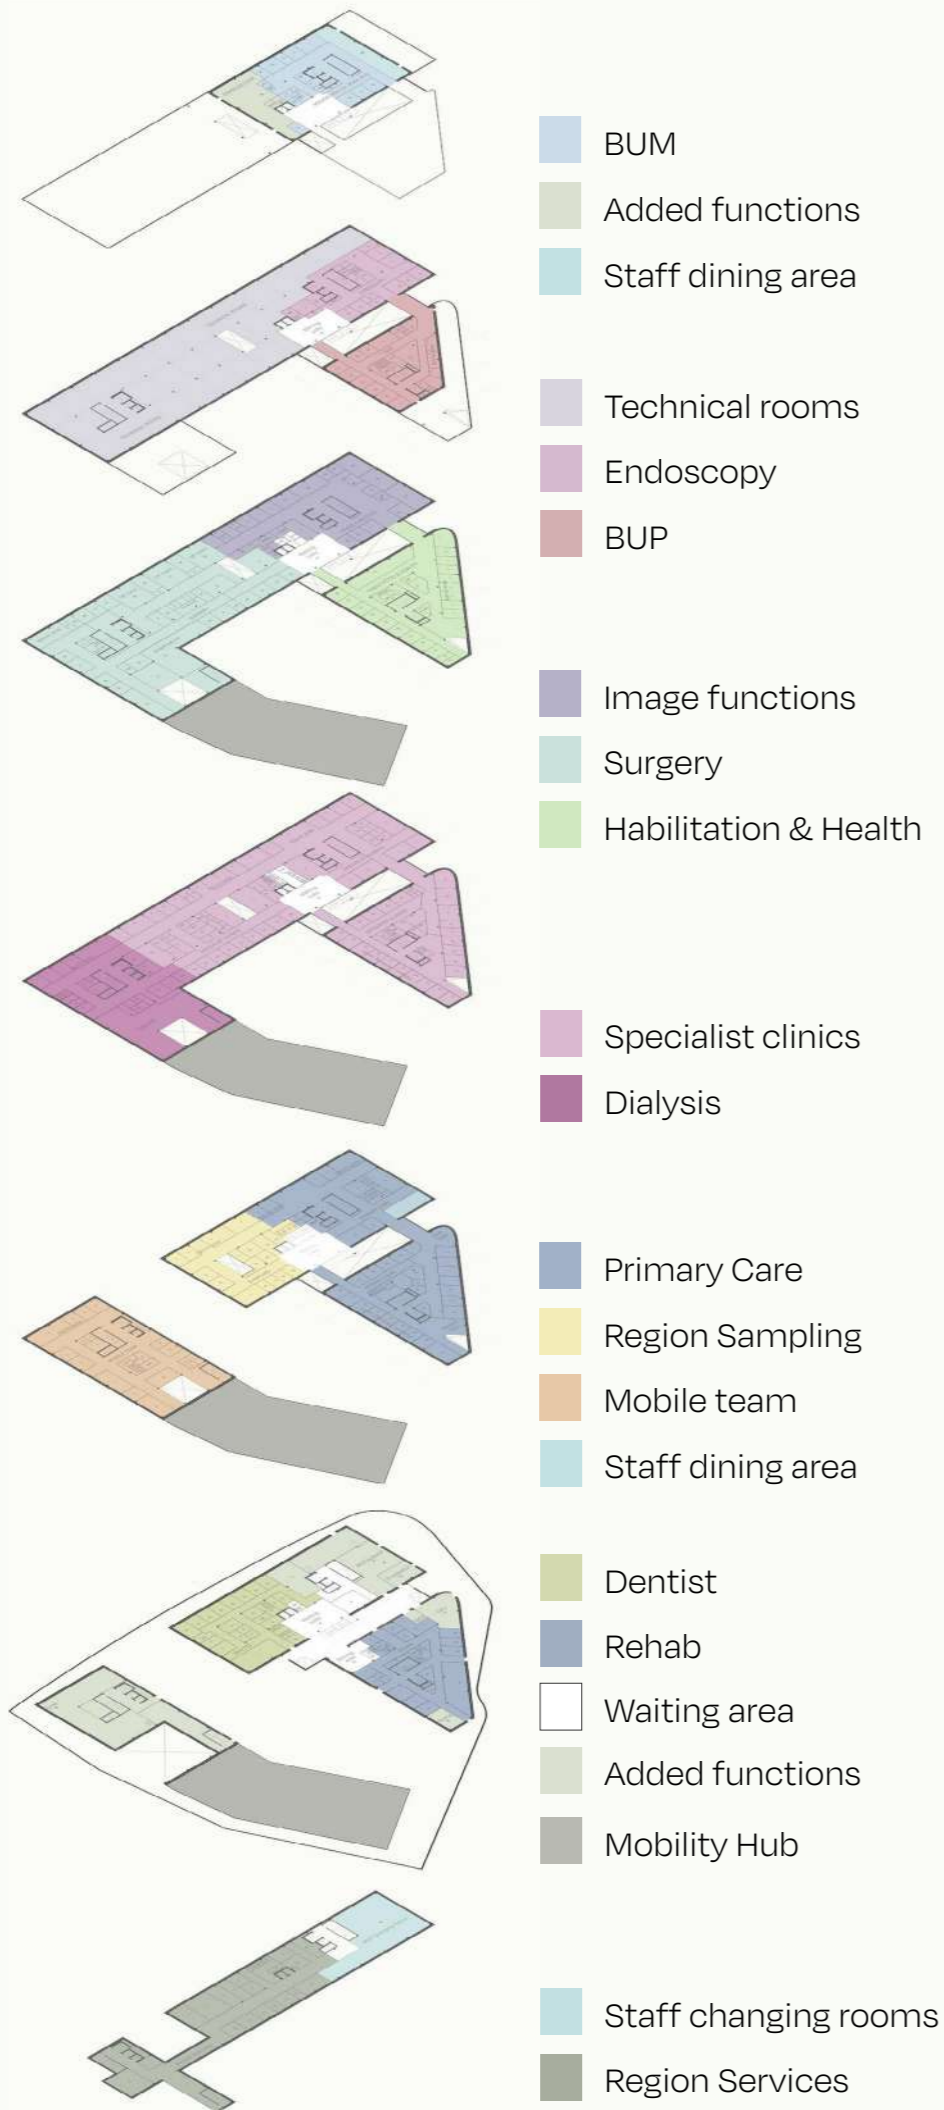 BUM
Added functions
Staff dining area
Technical rooms
Endoscopy
BUP
Image functions
Surgery
Habilitation & Health
Specialist clinics
Dialysis
Primary Care
Region Sampling
Mobile team
Staff dining area
Dentist
Rehab
Waiting area
Added functions
Mobility Hub
Staff changing rooms
Region Services